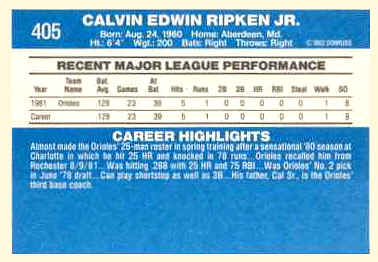 405
CALVIN EDWIN RIPKEN JR.
Born: Aug. 24, 1960 Home: Aberdeen, Md.
Ht.: 6'4" Wgt.: 200 Bats: Right Throws: Right © 1982 DONRUSS
RECENT MAJOR LEAGUE PERFORMANCE
Year Team Name Bat. Avg. Games At Bat Hits Runs 2B 3B HR RBI Steal Walk SO
1981 Orioles .128 23 39 5 1 0 0 0 0 0 1 8
Career .128 23 39 5 1 0 0 0 0 0 1 8
CAREER HIGHLIGHTS
Almost made the Orioles' 25-man roster in spring training after a sensational '80 season at
Charlotte in which he hit 25 HR and knocked in 78 runs...Orioles recalled him from
Rochester 8/9/81...Was hitting .288 with 25 HR and 75 RBI...Was Orioles' No. 2 pick
in June '78 draft...Can play shortstop as well as 3B...His father, Cal Sr., is the Orioles'
third base coach.